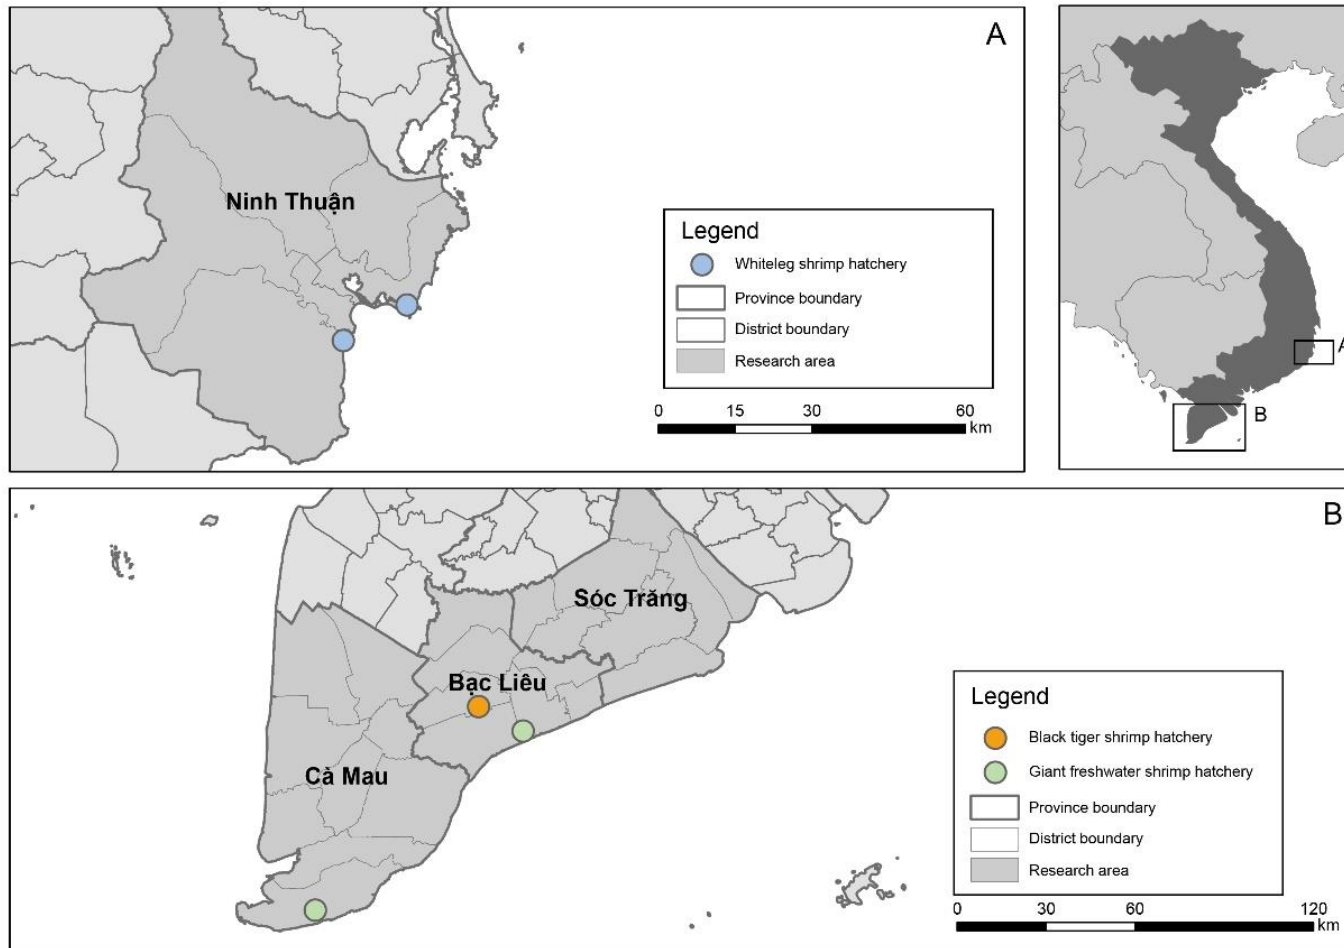 A
Ninh Thuận
Legend
Whiteleg shrimp hatchery
Province boundary
District boundary
Research area
0 15 30 60
km
A
B
B
Sóc Trăng
Bạc Liêu
Cà Mau
Legend
Black tiger shrimp hatchery
Giant freshwater shrimp hatchery
Province boundary
District boundary
Research area
0 30 60 120
km